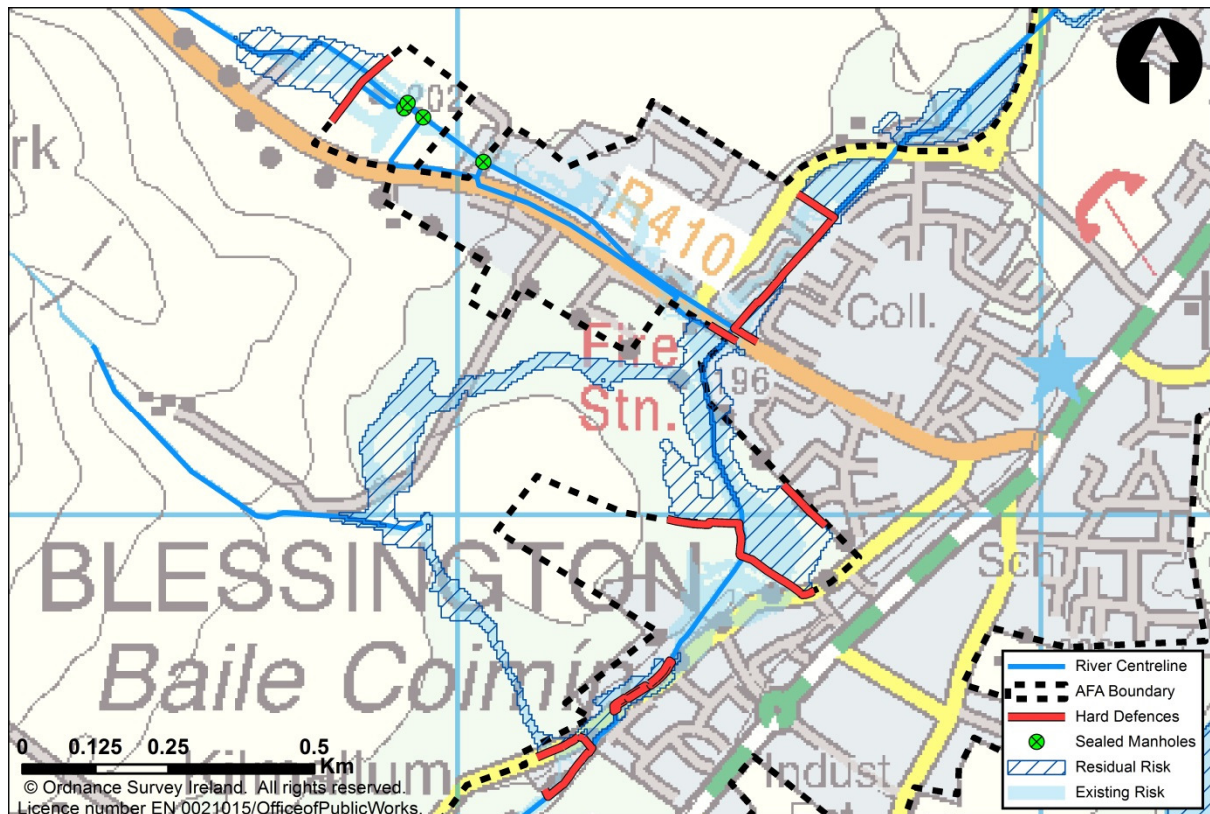 rk
202
R410
Coll.
Fire
Stn.
196
BLESSINGTON
Baile Coimín
Sch
Indust
River Centreline
AFA Boundary
Hard Defences
Sealed Manholes
Residual Risk
Existing Risk
0 0.125 0.25 0.5
Km
© Ordnance Survey Ireland. All rights reserved.
Licence number EN 0021015/OfficeofPublicWorks.